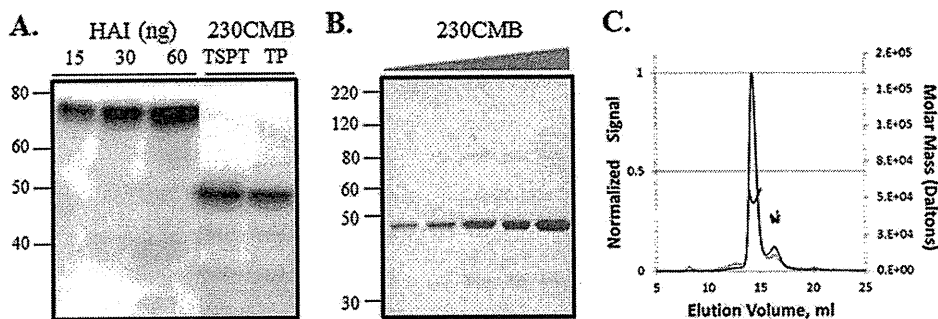 A.
HAI (ng)
230CMB
15 30 60 TSPT TP
80
60
50
40
B.
230CMB
220
120
80
60
50
30
C.
Normalized Signal
1
0.5
0
5 10 15 20 25
Elution Volume, ml
2.E+05
1.E+05
1.E+05
8.E+04
5.E+04
3.E+04
0.E+00
Molar Mass (Daltons)